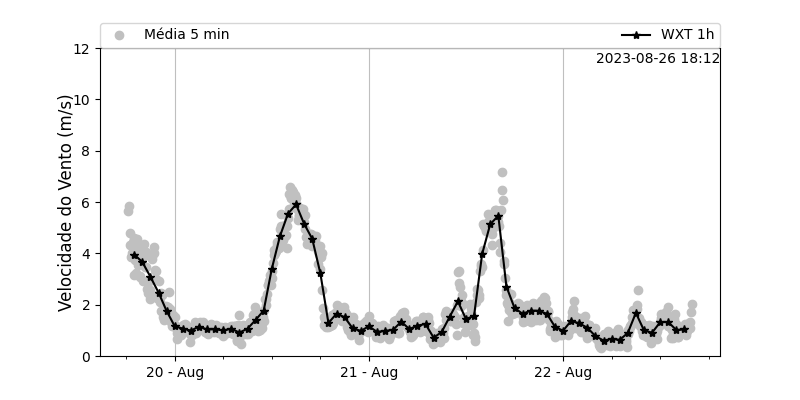 Média 5 min
WXT 1h
2023-08-26 18:12
Velocidade do Vento (m/s)
12
10
8
6
4
2
0
20 - Aug
21 - Aug
22 - Aug